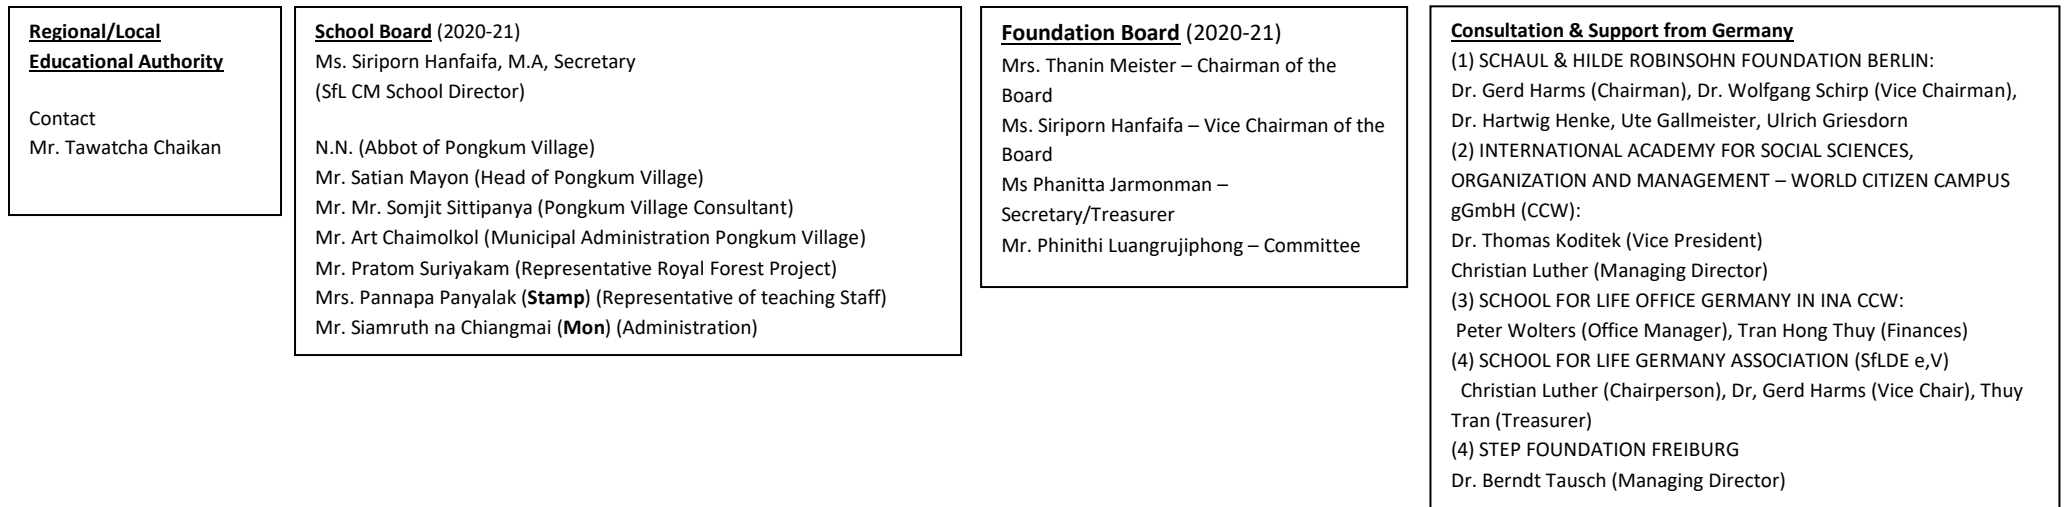 Regional/Local
Educational Authority
Contact
Mr. Tawatcha Chaikan
School Board (2020-21)
Ms. Siriporn Hanfaifa, M.A, Secretary
(SfL CM School Director)
N.N. (Abbot of Pongkum Village)
Mr. Satian Mayon (Head of Pongkum Village)
Mr. Mr. Somjit Sittipanya (Pongkum Village Consultant)
Mr. Art Chaimolkol (Municipal Administration Pongkum Village)
Mr. Pratom Suriyakam (Representative Royal Forest Project)
Mrs. Pannapa Panyalak (Stamp) (Representative of teaching Staff)
Mr. Siamruth na Chiangmai (Mon) (Administration)
Foundation Board (2020-21)
Mrs. Thanin Meister – Chairman of the
Board
Ms. Siriporn Hanfaifa – Vice Chairman of the
Board
Ms Phanitta Jarmonman –
Secretary/Treasurer
Mr. Phinithi Luangrujiphong – Committee
Consultation & Support from Germany
(1) SCHAUL & HILDE ROBINSOHN FOUNDATION BERLIN:
Dr. Gerd Harms (Chairman), Dr. Wolfgang Schirp (Vice Chairman),
Dr. Hartwig Henke, Ute Gallmeister, Ulrich Griesdorn
(2) INTERNATIONAL ACADEMY FOR SOCIAL SCIENCES,
ORGANIZATION AND MANAGEMENT – WORLD CITIZEN CAMPUS
gGmbH (CCW):
Dr. Thomas Koditek (Vice President)
Christian Luther (Managing Director)
(3) SCHOOL FOR LIFE OFFICE GERMANY IN INA CCW:
Peter Wolters (Office Manager), Tran Hong Thuy (Finances)
(4) SCHOOL FOR LIFE GERMANY ASSOCIATION (SfLDE e,V)
Christian Luther (Chairperson), Dr, Gerd Harms (Vice Chair), Thuy
Tran (Treasurer)
(4) STEP FOUNDATION FREIBURG
Dr. Berndt Tausch (Managing Director)